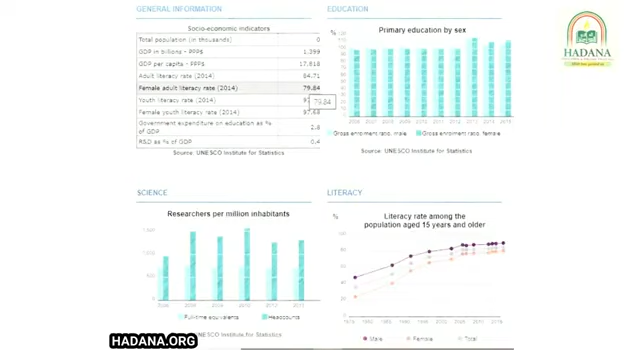 GENERAL INFORMATION
Socio-economic indicators
Total population (in thousands) 0
GDP in billions - PPP$ 1,399
GDP per capita - PPP$ 17,818
Adult literacy rate (2014) 84.71
Female adult literacy rate (2014) 79.84
Youth literacy rate (2014)
79.84
Female youth literacy rate (2014) 97.68
Government expenditure on education as % of GDP 2.8
R&D as % of GDP 0.4
Source: UNESCO Institute for Statistics
EDUCATION
Primary education by sex
%
Gross enrolment ratio, male
Gross enrolment ratio, female
Source: UNESCO Institute for Statistics
HADANA
SCIENCE
Researchers per million inhabitants
Full-time equivalents
Headcounts
UNESCO Institute for Statistics
LITERACY
Literacy rate among the
population aged 15 years and older
%
Male
Female
Total
HADANA.ORG